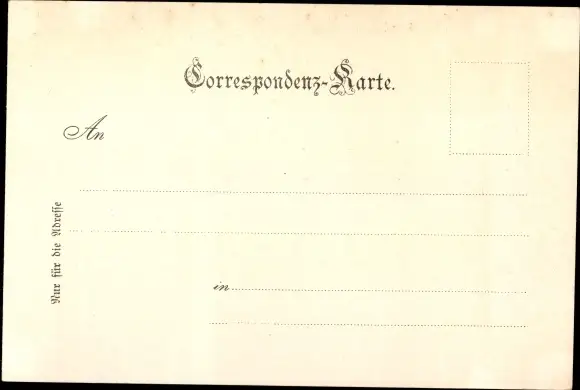 Correspondenz-Karte.
An
in
Nur für die Adresse